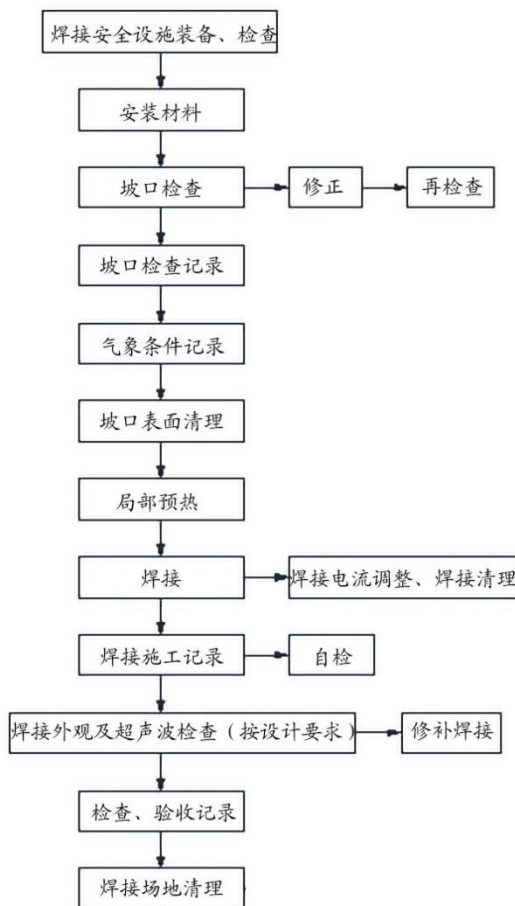 焊接安全设施装备、检查
安装材料
坡口检查
修正
再检查
坡口检查记录
气象条件记录
坡口表面清理
局部预热
焊接
焊接电流调整、焊接清理
焊接施工记录
自检
焊接外观及超声波检查（按设计要求）
修补焊接
检查、验收记录
焊接场地清理